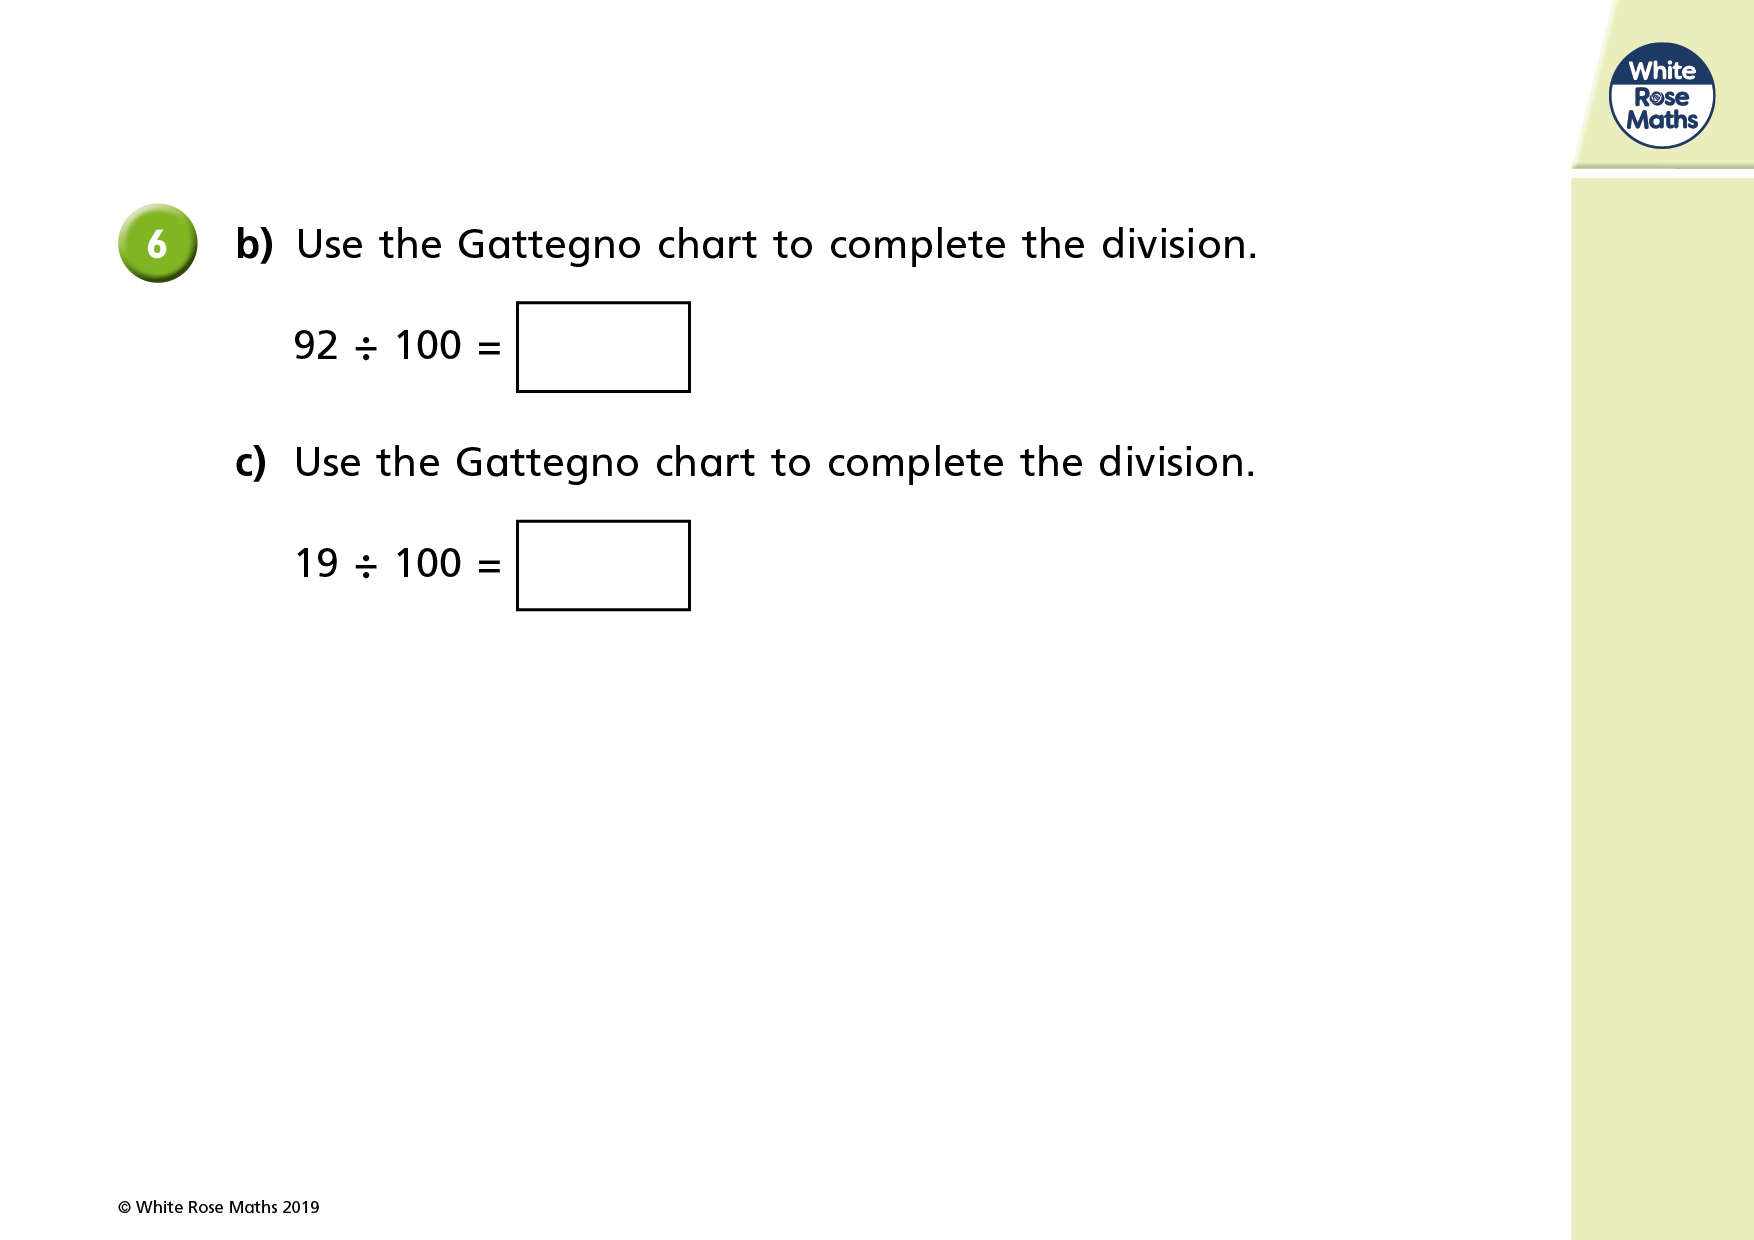 White
Rose
Maths
6 b) Use the Gattegno chart to complete the division.
92 ÷ 100 =
c) Use the Gattegno chart to complete the division.
19 ÷ 100 =
© White Rose Maths 2019